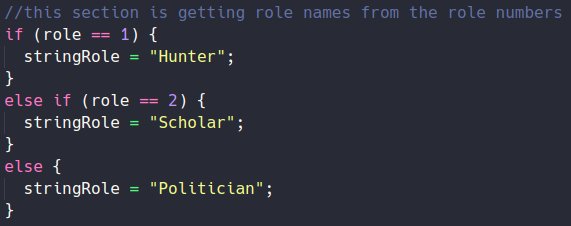 //this section is getting role names from the role numbers
if (role == 1) {
  stringRole = "Hunter";
}
else if (role == 2) {
  stringRole = "Scholar";
}
else {
  stringRole = "Politician";
}